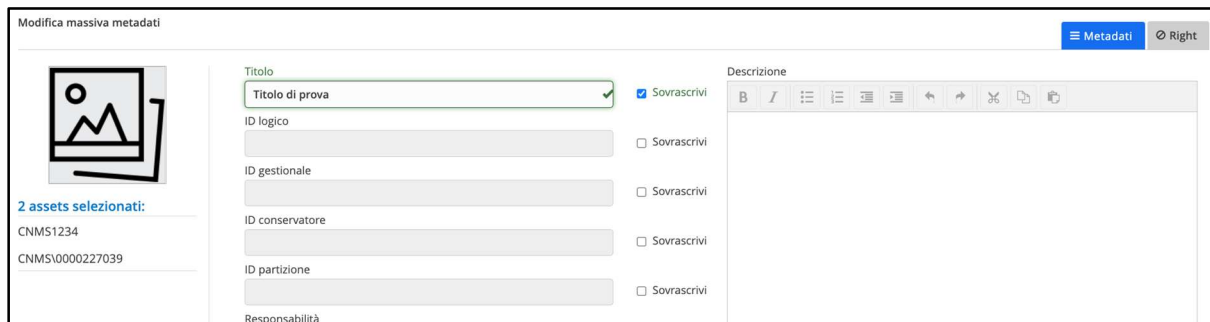 Modifica massiva metadati
Metadati
Right
2 assets selezionati:
CNMS1234
CNMS\0000227039
Titolo
Titolo di prova
Sovrascrivi
ID logico
Sovrascrivi
ID gestionale
Sovrascrivi
ID conservatore
Sovrascrivi
ID partizione
Sovrascrivi
Responsabilità
Descrizione
B I